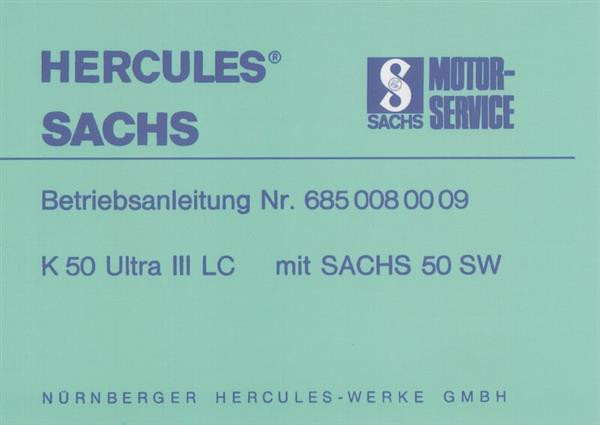 HERCULES®
SACHS
SACHS
MOTOR-
SERVICE
Betriebsanleitung Nr. 685 008 00 09
K 50 Ultra III LC mit SACHS 50 SW
NÜRNBERGER HERCULES-WERKE GMBH